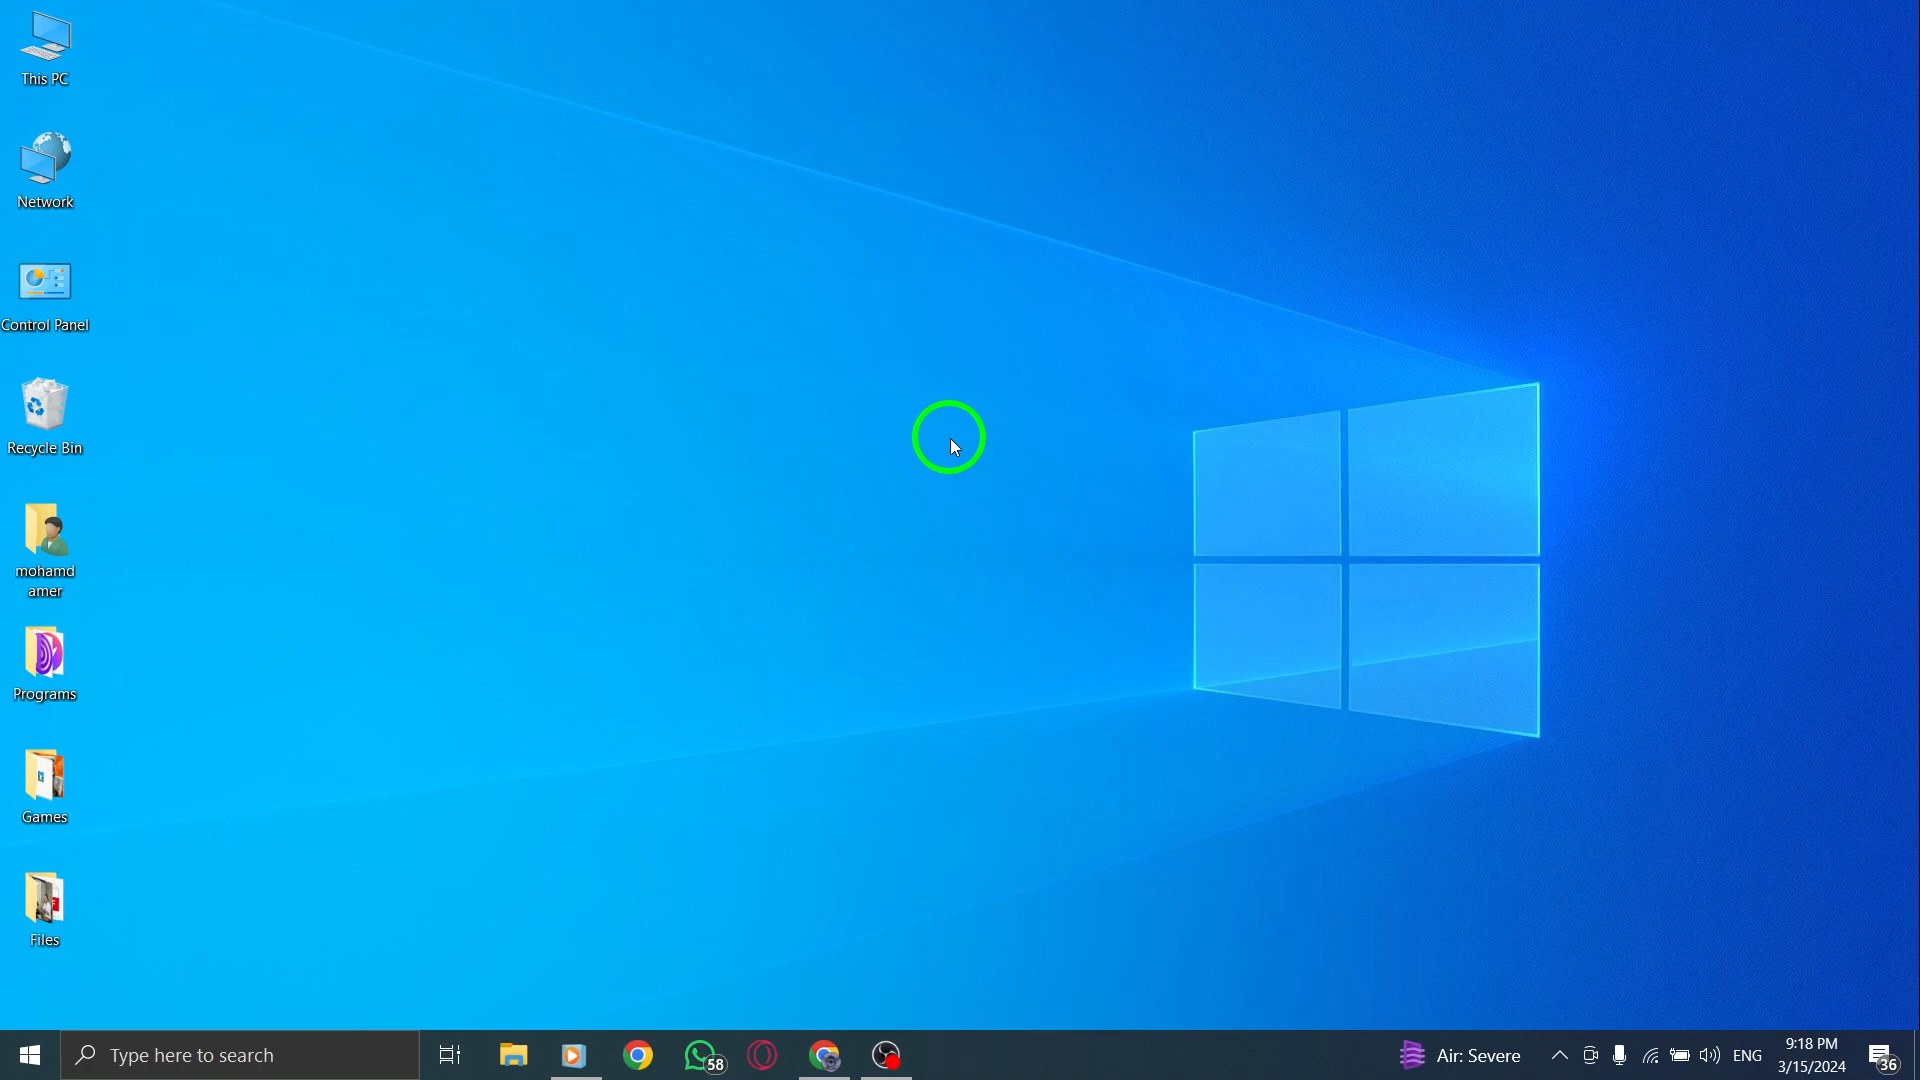 This PC
Network
Control Panel
Recycle Bin
mohamd
amer
Programs
Games
Files
Type here to search
58
Air: Severe
ENG
9:18 PM
3/15/2024
36